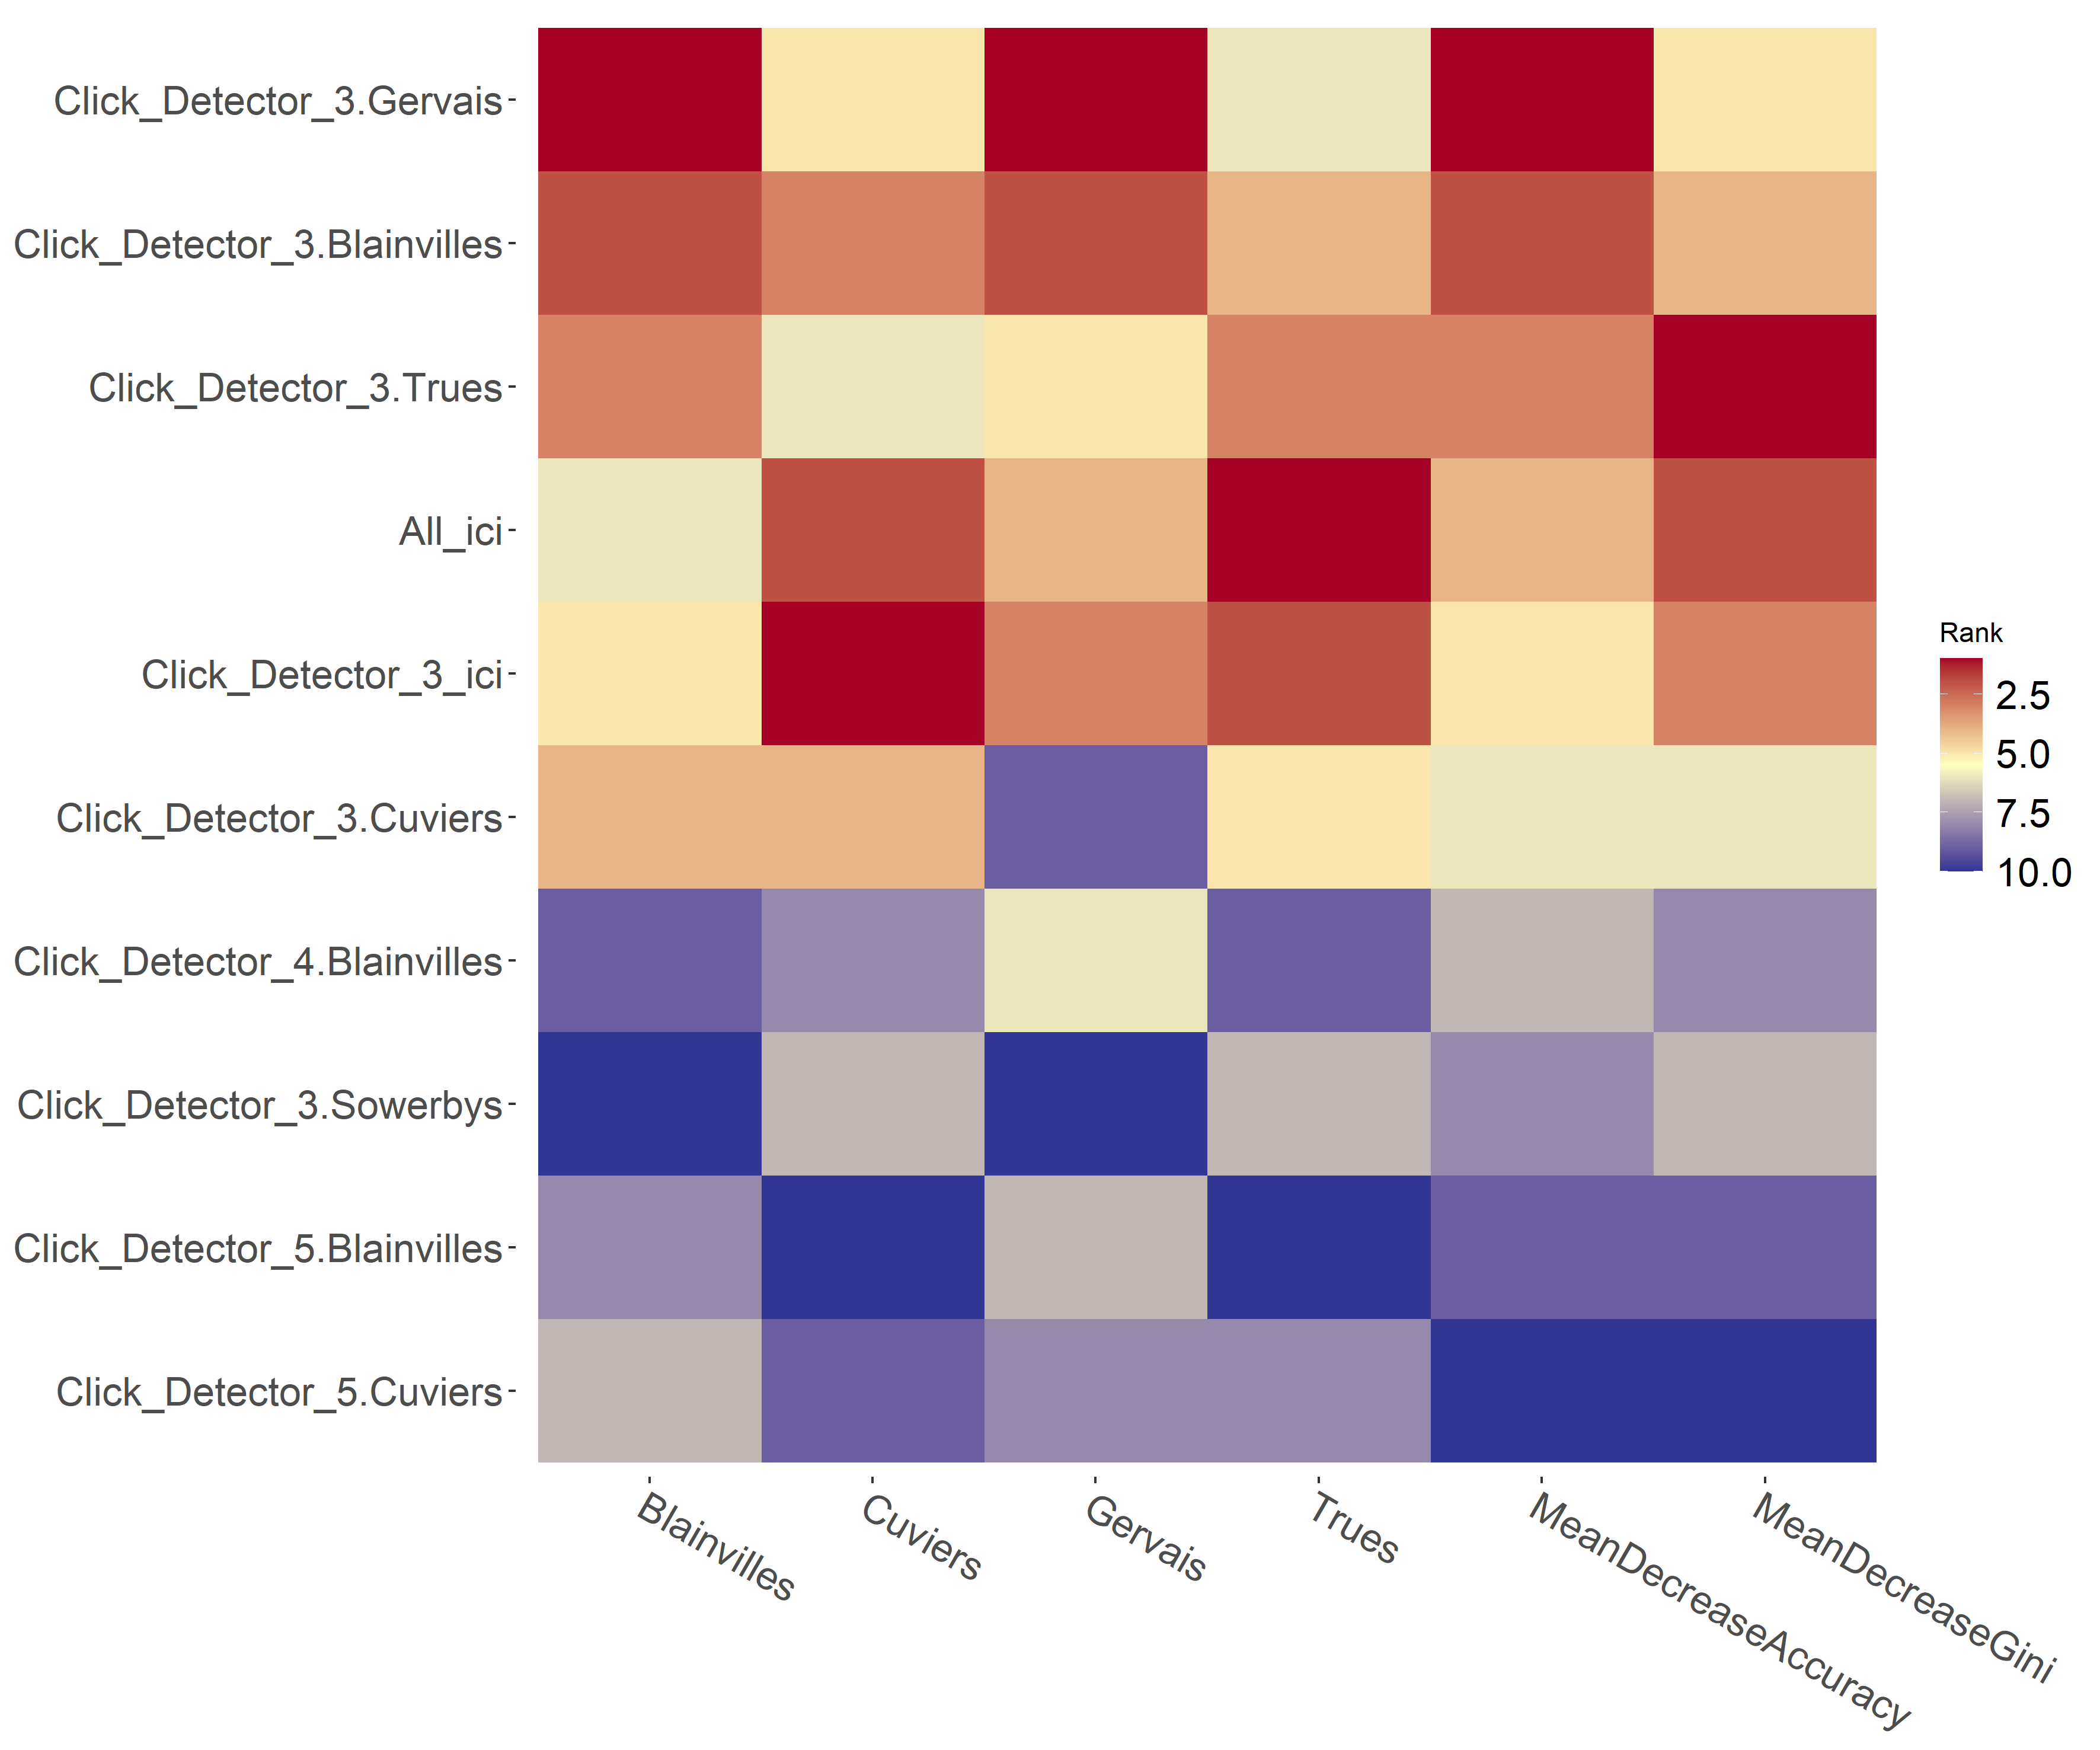 Click_Detector_3.Gervais
Click_Detector_3.Blainvilles
Click_Detector_3.Trues
All_ici
Click_Detector_3_ici
Click_Detector_3.Cuviers
Click_Detector_4.Blainvilles
Click_Detector_3.Sowerbys
Click_Detector_5.Blainvilles
Click_Detector_5.Cuviers
Blainvilles
Cuviers
Gervais
Trues
MeanDecreaseAccuracy
MeanDecreaseGini
Rank
2.5
5.0
7.5
10.0